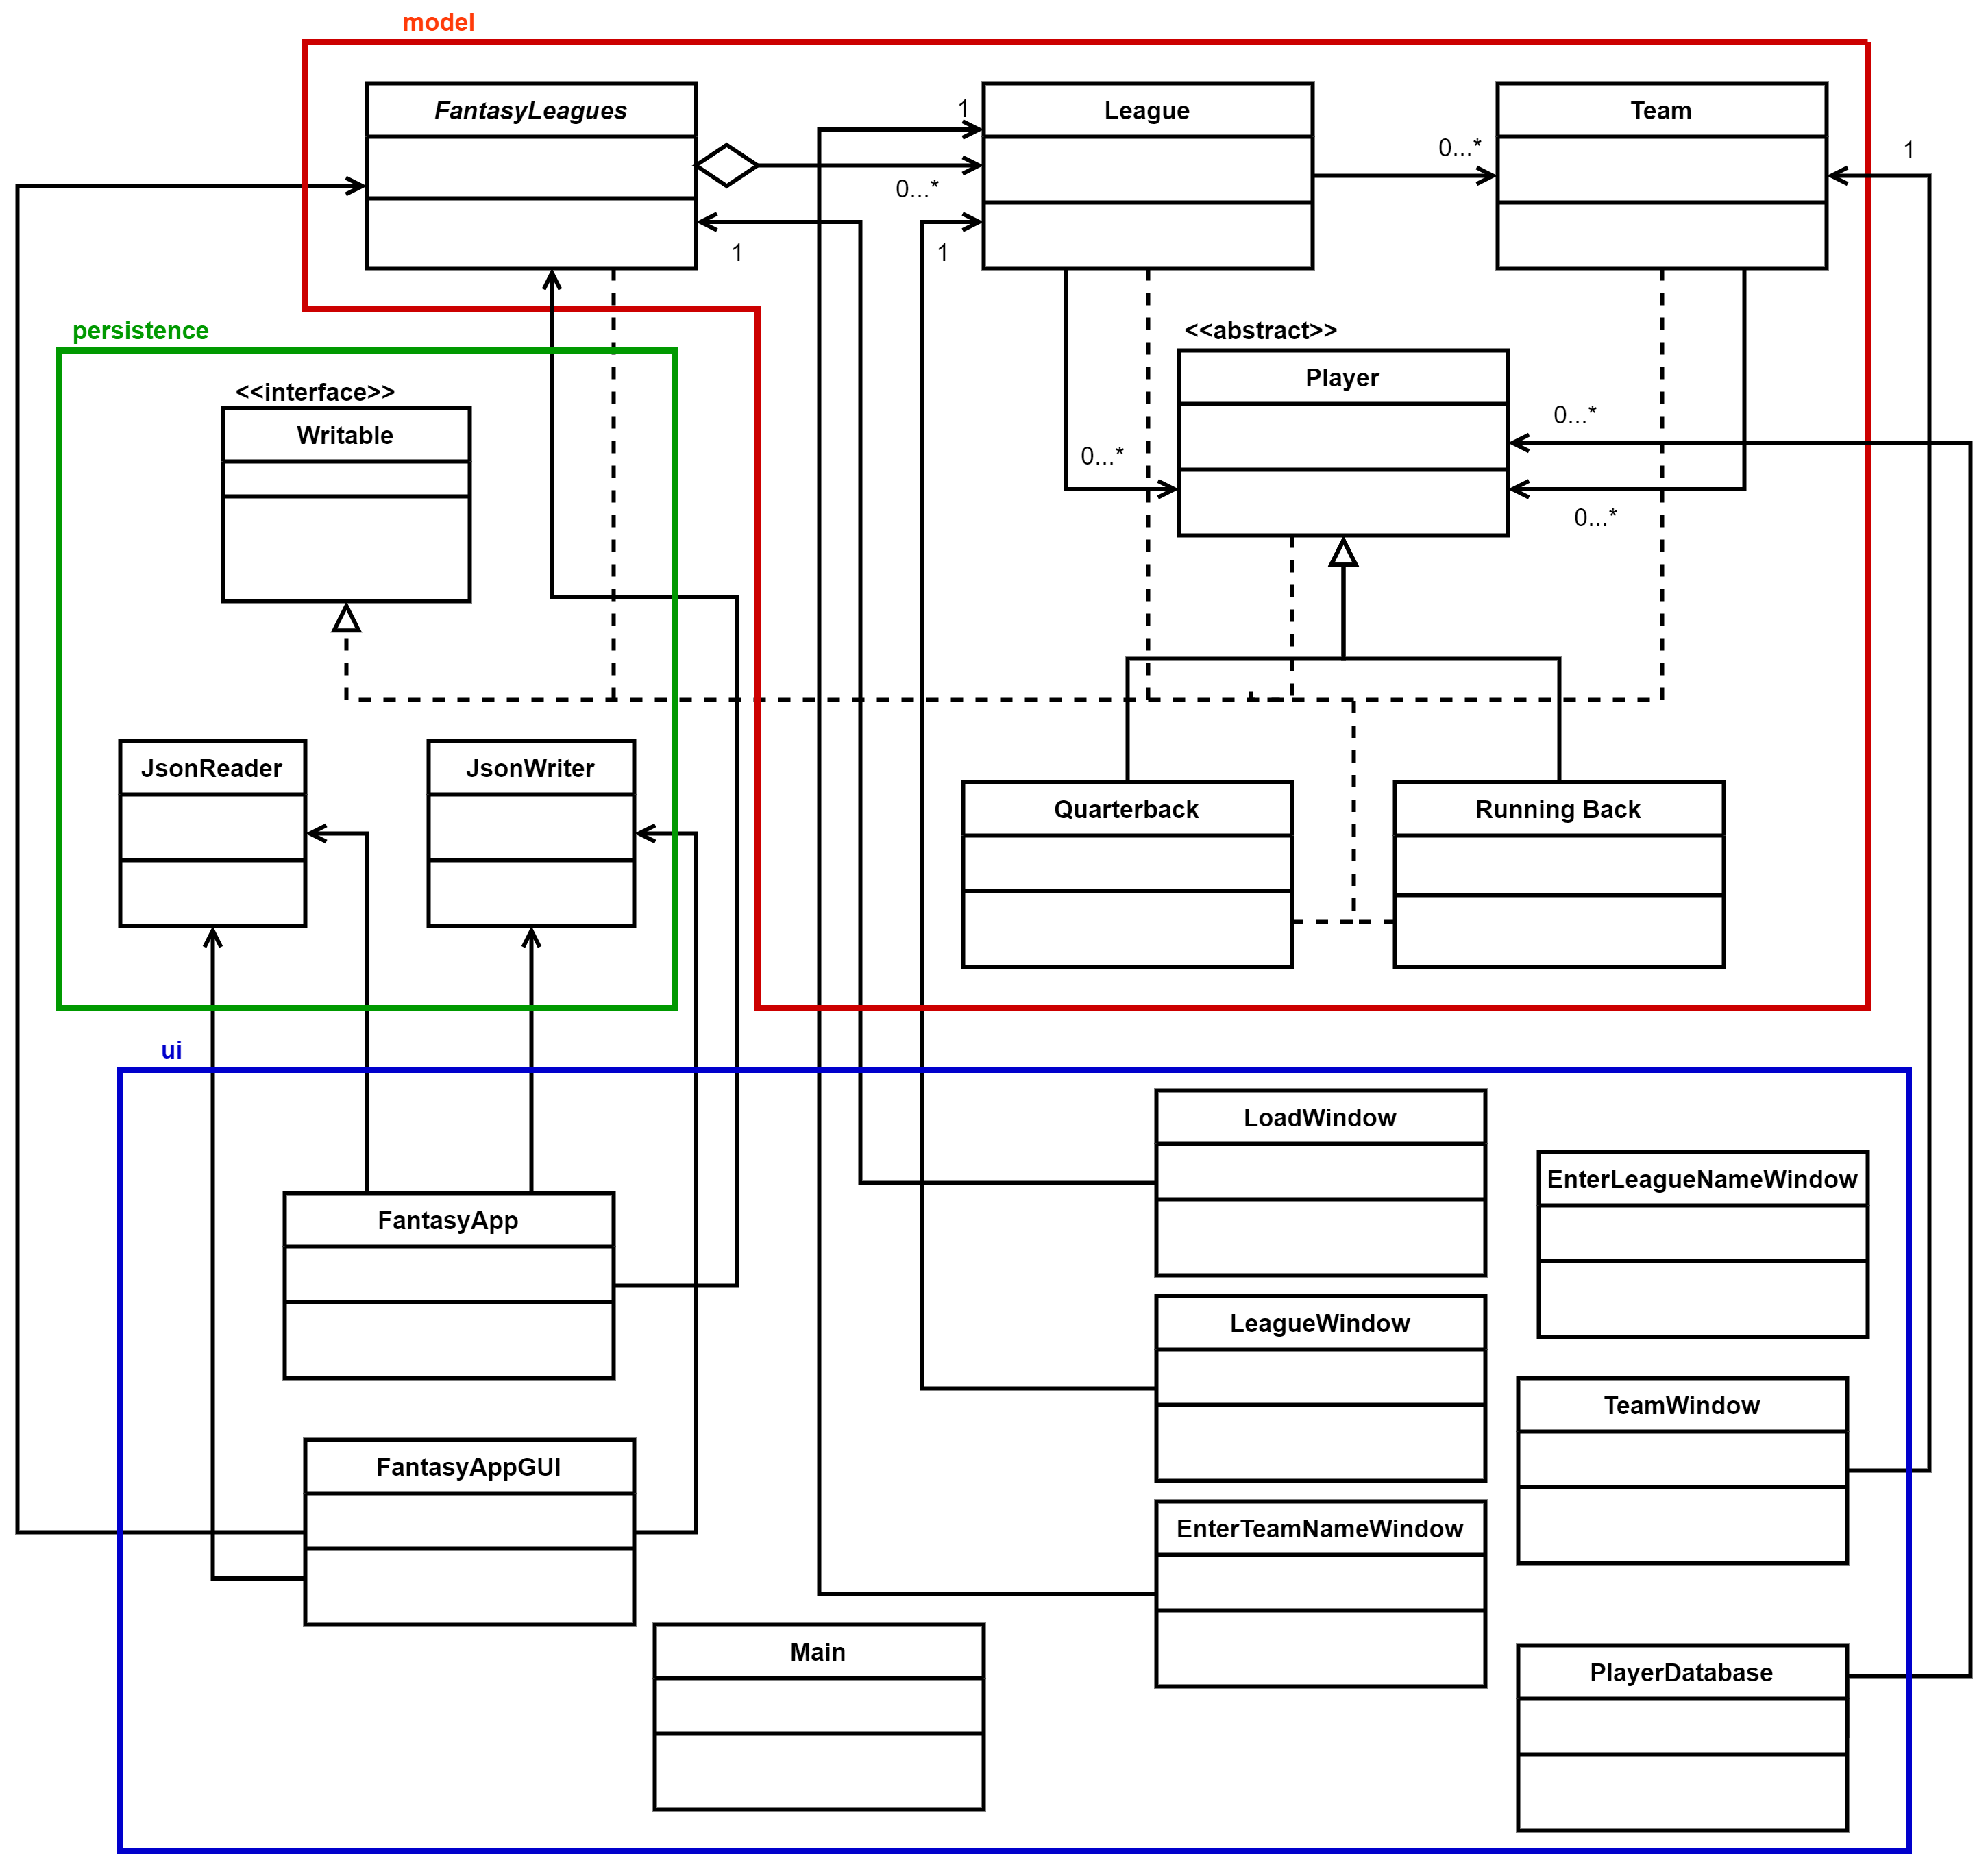 model
FantasyLeagues
1
League
0...*
Team
1
0...*
1
1
persistence
<<abstract>>
Player
<<interface>>
Writable
0...*
0...*
0...*
JsonReader
JsonWriter
Quarterback
Running Back
ui
LoadWindow
EnterLeagueNameWindow
FantasyApp
LeagueWindow
TeamWindow
FantasyAppGUI
EnterTeamNameWindow
Main
PlayerDatabase